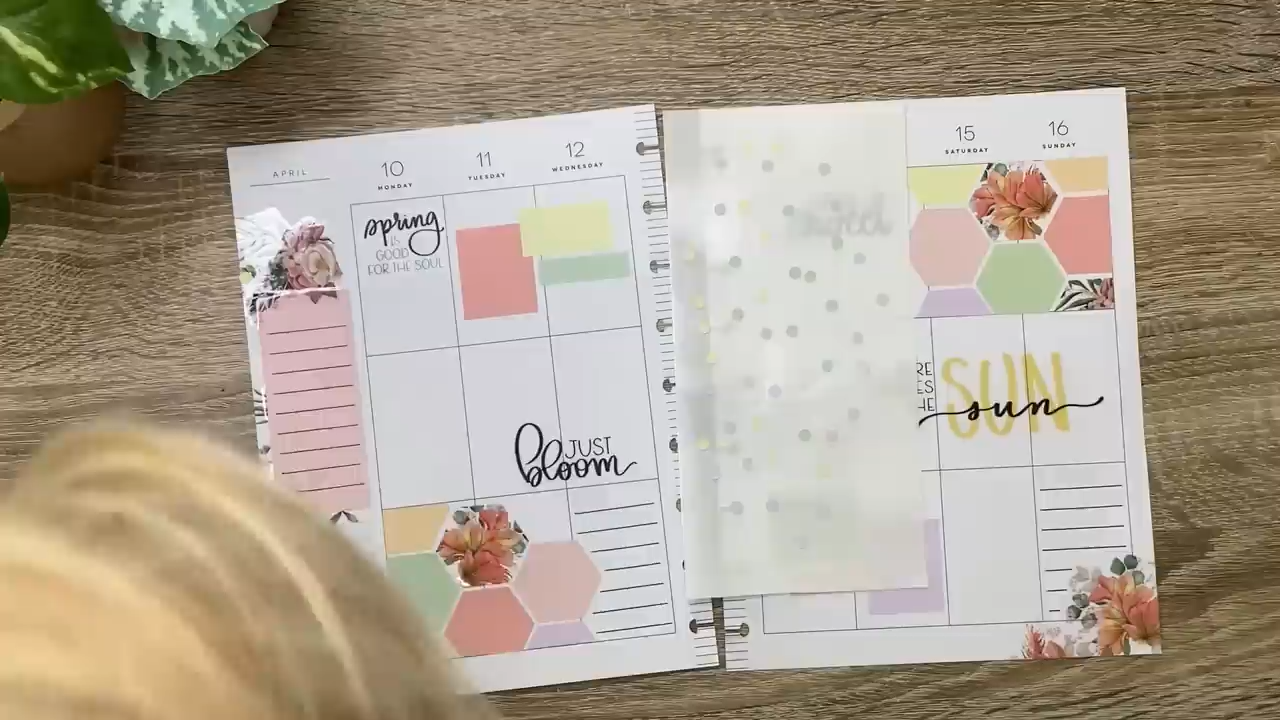 APRIL
10
MONDAY
11
TUESDAY
12
WEDNESDAY
15
SATURDAY
16
SUNDAY
spring
IS
GOOD
FOR THE SOUL
JUST
bloom
SUN
sun